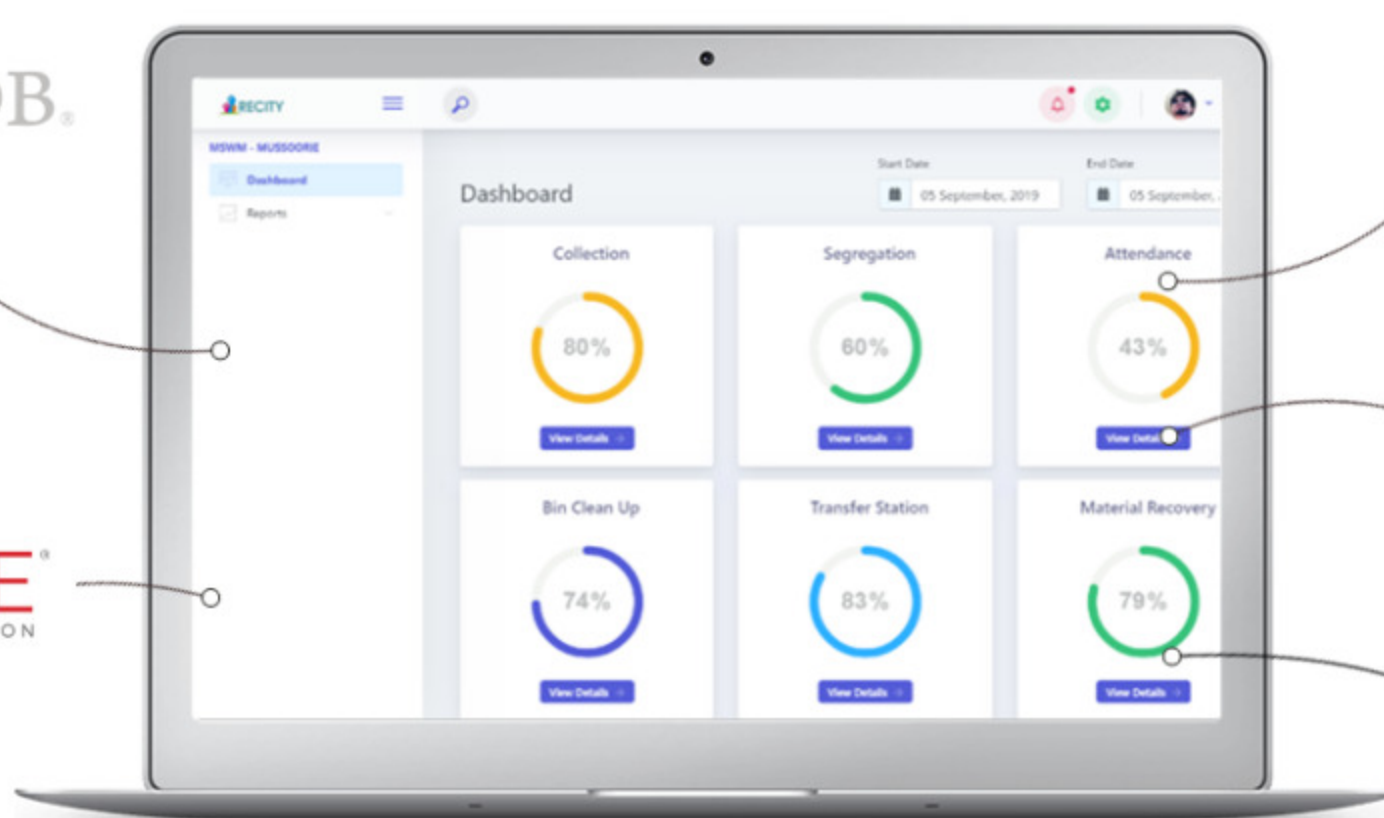 B®
RECITY
MSWM - MUSSOORIE
Dashboard
Reports
Dashboard
Start Date
05 September, 2019
End Date
05 September,
Collection
80%
View Details
Segregation
60%
View Details
Attendance
43%
View Details
Bin Clean Up
74%
View Details
Transfer Station
83%
View Details
Material Recovery
79%
View Details
E®
ON